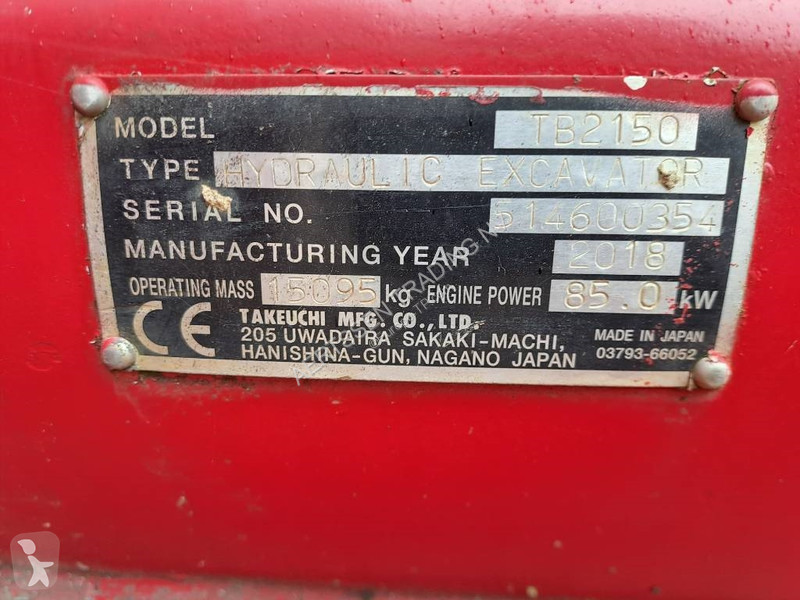 MODEL TB2150
TYPE HYDRAULIC EXCAVATOR
SERIAL NO. 514600354
MANUFACTURING YEAR 2018
OPERATING MASS 15095 kg ENGINE POWER 85.0 kW
CE TAKEUCHI MFG. CO., LTD.
205 UWADAIRA SAKAKI-MACHI, MADE IN JAPAN
HANISHINA-GUN, NAGANO JAPAN 03793-66052